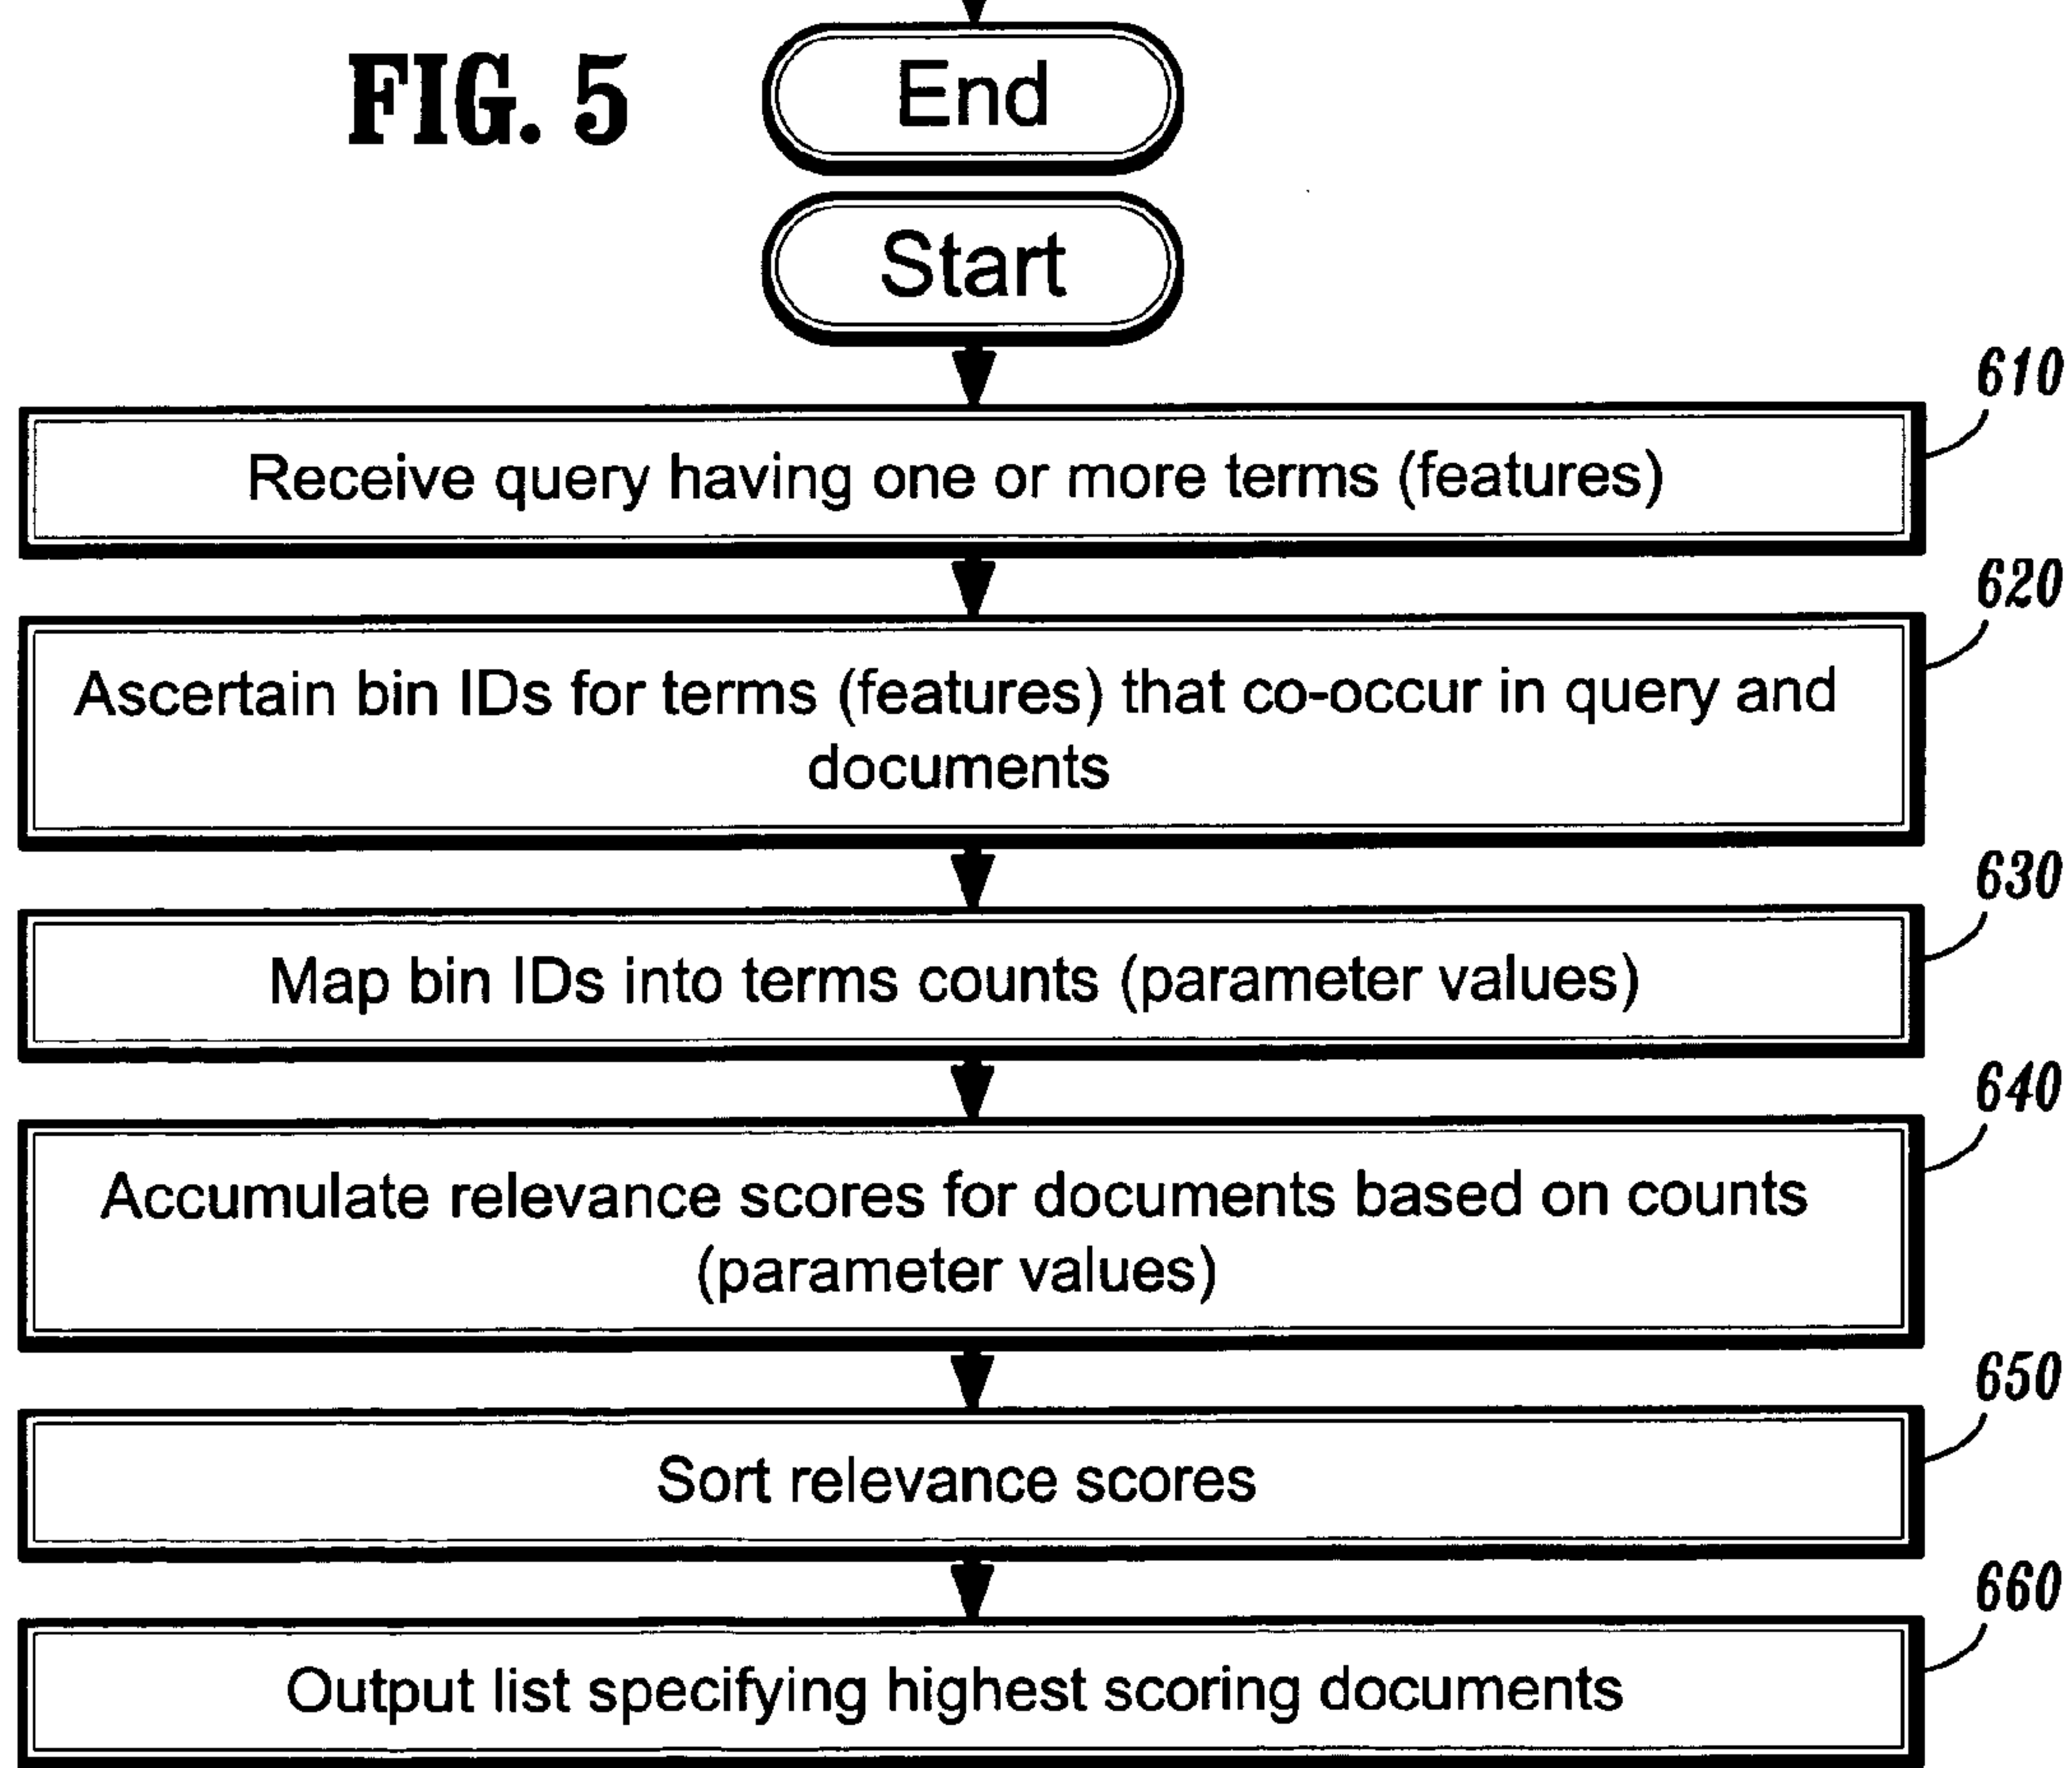 FIG. 5
End
Start
610
Receive query having one or more terms (features)
620
Ascertain bin IDs for terms (features) that co-occur in query and
documents
630
Map bin IDs into terms counts (parameter values)
640
Accumulate relevance scores for documents based on counts
(parameter values)
650
Sort relevance scores
660
Output list specifying highest scoring documents